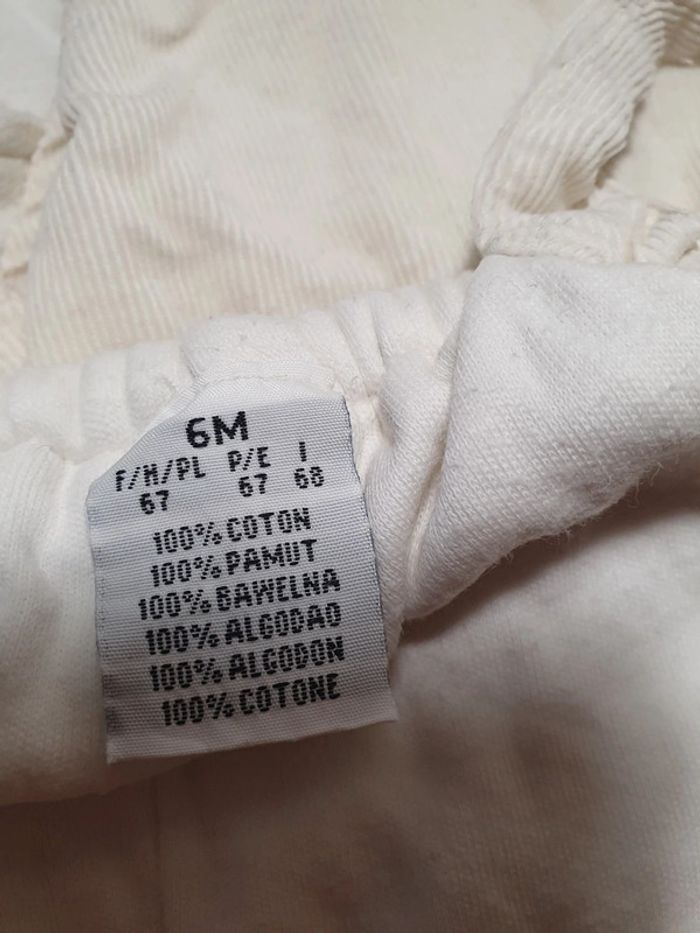 6M
F/H/PL P/E I
67 67 68
100% COTON
100% PAMUT
100% BAWELNA
100% ALGODAO
100% ALGODON
100% COTONE